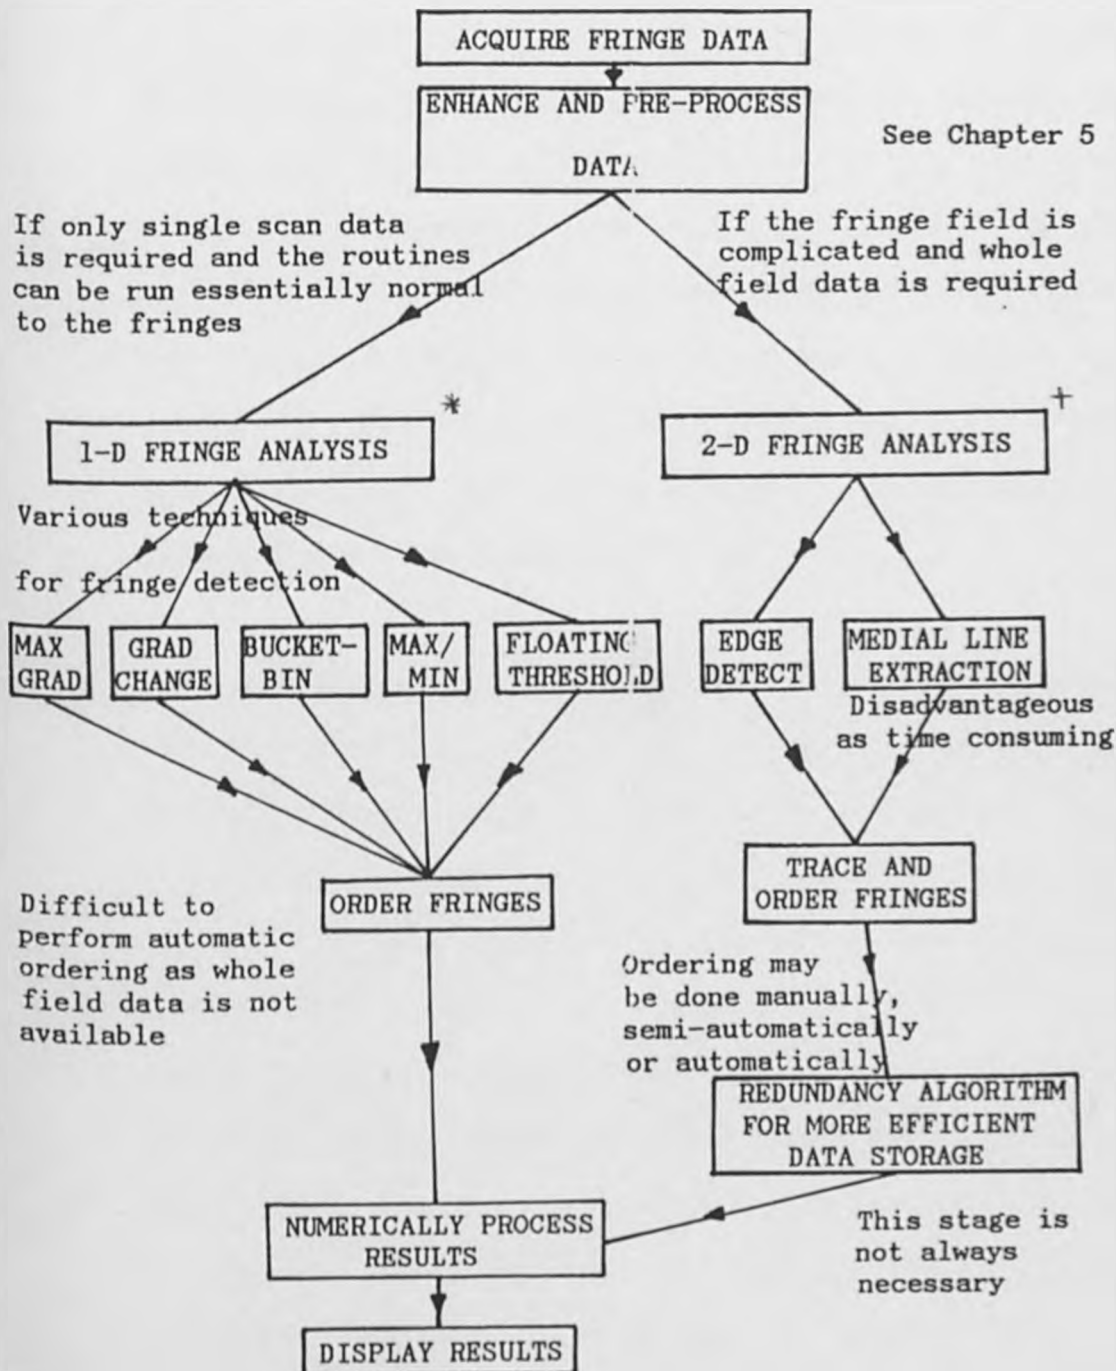 ACQUIRE FRINGE DATA
ENHANCE AND PRE-PROCESS
DATA
See Chapter 5
If only single scan data
is required and the routines
can be run essentially normal
to the fringes
If the fringe field is
complicated and whole
field data is required
1-D FRINGE ANALYSIS
*
2-D FRINGE ANALYSIS
+
Various techniques
for fringe detection
MAX
GRAD
GRAD
CHANGE
BUCKET-
BIN
MAX/
MIN
FLOATING
THRESHOLD
EDGE
DETECT
MEDIAL LINE
EXTRACTION
Disadvantageous
as time consuming
ORDER FRINGES
TRACE AND
ORDER FRINGES
Difficult to
perform automatic
ordering as whole
field data is not
available
Ordering may
be done manually,
semi-automatically
or automatically
REDUNDANCY ALGORITHM
FOR MORE EFFICIENT
DATA STORAGE
NUMERICALLY PROCESS
RESULTS
This stage is
not always
necessary
DISPLAY RESULTS